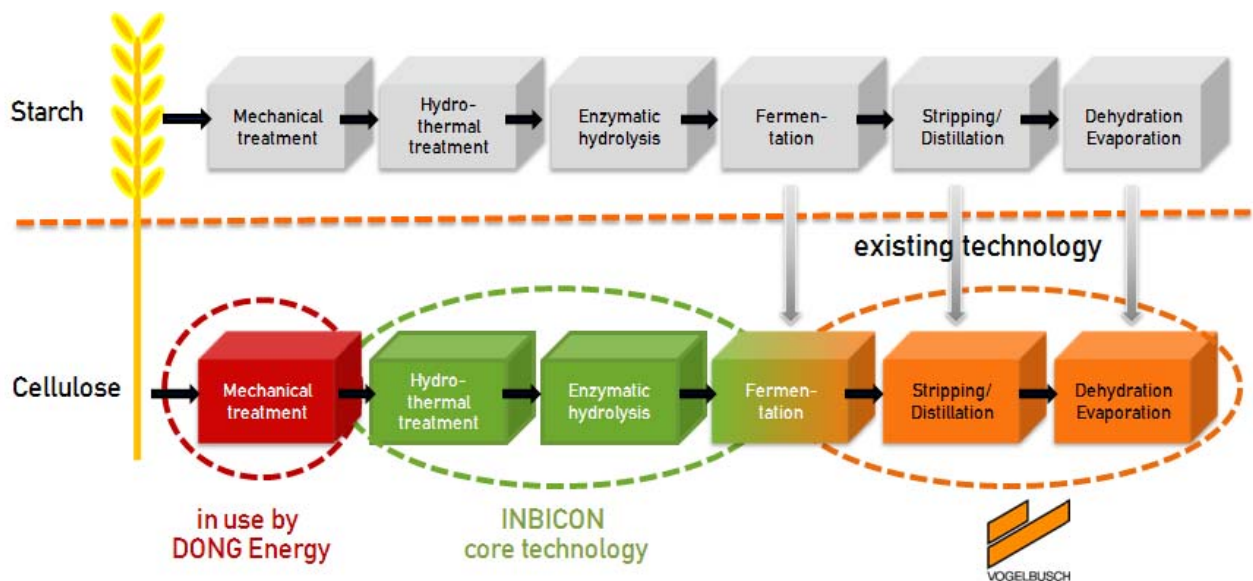 Starch
Mechanical
treatment
Hydro-
thermal
treatment
Enzymatic
hydrolysis
Fermen-
tation
Stripping/
Distillation
Dehydration
Evaporation
existing technology
Cellulose
Mechanical
treatment
Hydro-
thermal
treatment
Enzymatic
hydrolysis
Fermen-
tation
Stripping/
Distillation
Dehydration
Evaporation
in use by
DONG Energy
INBICON
core technology
VOGELBUSCH